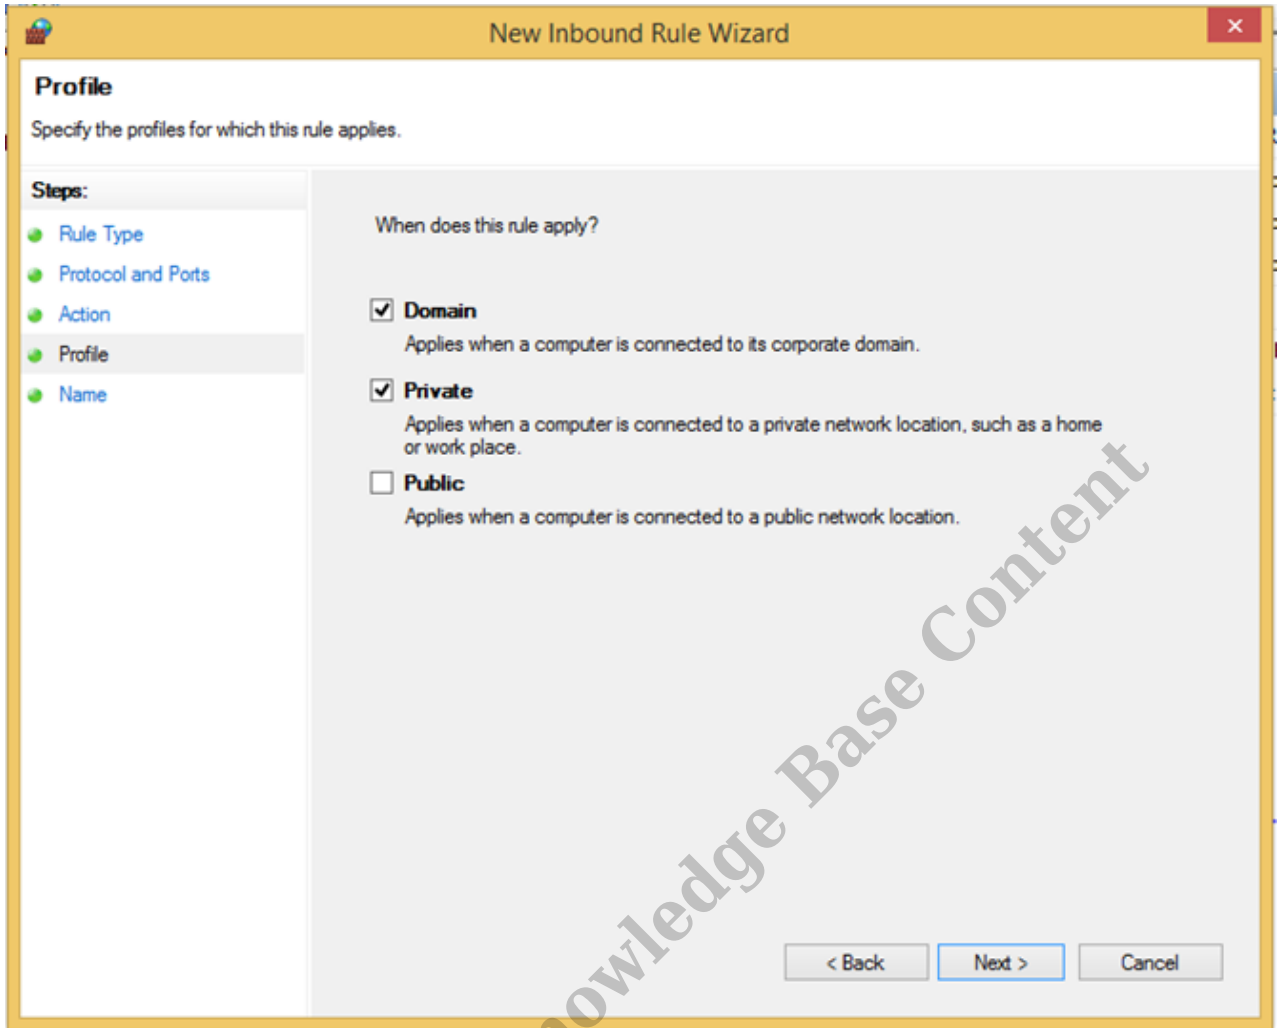 New Inbound Rule Wizard
Profile
Specify the profiles for which this rule applies.
Steps:
Rule Type
Protocol and Ports
Action
Profile
Name
When does this rule apply?
Domain
Applies when a computer is connected to its corporate domain.
Private
Applies when a computer is connected to a private network location, such as a home
or work place.
Public
Applies when a computer is connected to a public network location.
< Back
Next >
Cancel
Base Content